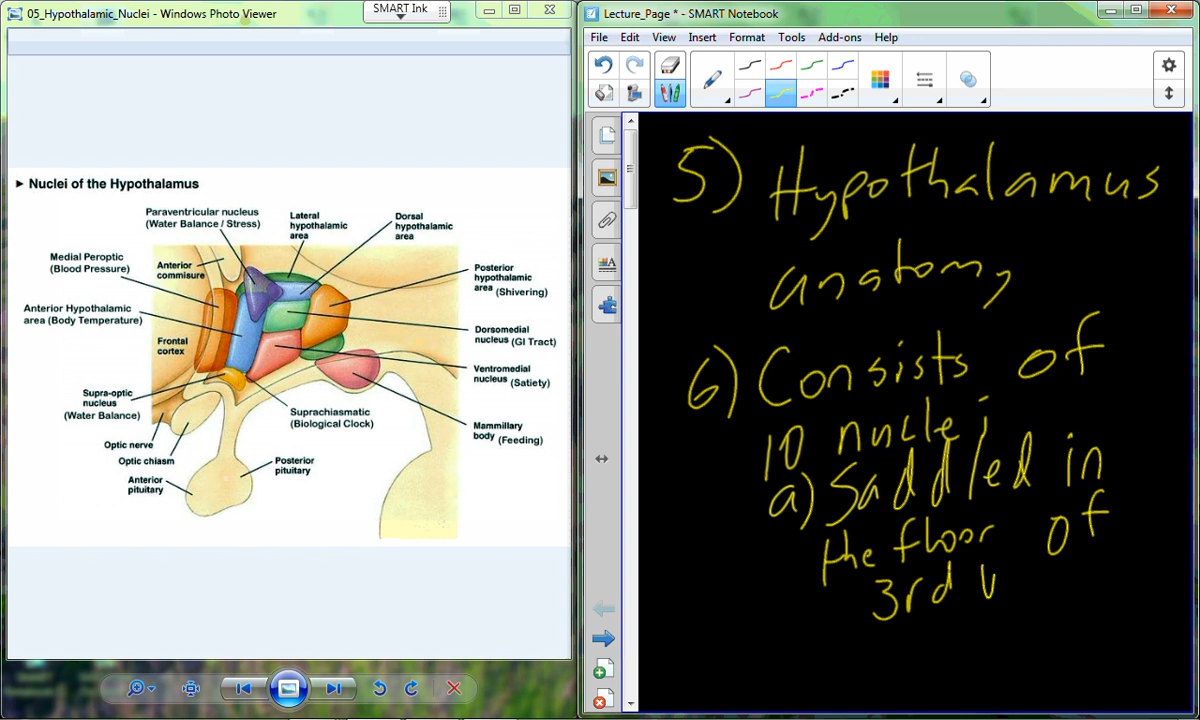 05_Hypothalamic_Nuclei - Windows Photo Viewer
SMART Ink
Lecture_Page * - SMART Notebook
File Edit View Insert Format Tools Add-ons Help
► Nuclei of the Hypothalamus
Paraventricular nucleus
(Water Balance / Stress)
Lateral
hypothalamic
area
Dorsal
hypothalamic
area
Medial Peroptic
(Blood Pressure)
Anterior
commisure
Posterior
hypothalamic
area (Shivering)
Anterior Hypothalamic
area (Body Temperature)
Dorsomedial
nucleus (GI Tract)
Frontal
cortex
Ventromedial
nucleus (Satiety)
Supra-optic
nucleus
(Water Balance)
Suprachiasmatic
(Biological Clock)
Mammillary
body (Feeding)
Optic nerve
Optic chiasm
Posterior
pituitary
Anterior
pituitary
5) Hypothalamus
anatomy
6) Consists of
10 nuclei
a) Saddled in
the floor of
3rd V